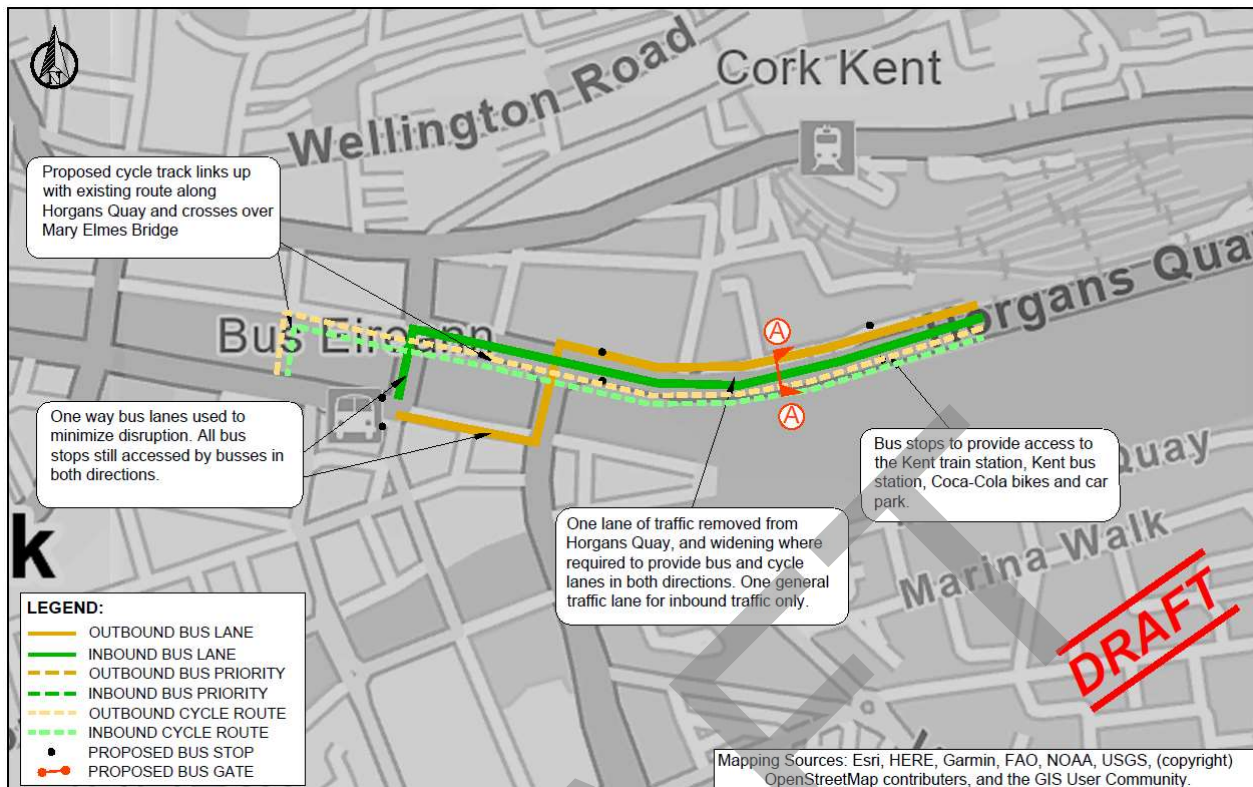 N
Wellington Road
Cork Kent
Proposed cycle track links up
with existing route along
Horgans Quay and crosses over
Mary Elmes Bridge
Bus Eireann
Horgans Quay
A
A
One way bus lanes used to
minimize disruption. All bus
stops still accessed by busses in
both directions.
Bus stops to provide access to
the Kent train station, Kent bus
station, Coca-Cola bikes and car
park.
Quay
One lane of traffic removed from
Horgans Quay, and widening where
required to provide bus and cycle
lanes in both directions. One general
traffic lane for inbound traffic only.
Marina Walk
k
DRAFT
LEGEND:
OUTBOUND BUS LANE
INBOUND BUS LANE
OUTBOUND BUS PRIORITY
INBOUND BUS PRIORITY
OUTBOUND CYCLE ROUTE
INBOUND CYCLE ROUTE
PROPOSED BUS STOP
PROPOSED BUS GATE
Mapping Sources: Esri, HERE, Garmin, FAO, NOAA, USGS, (copyright)
OpenStreetMap contributers, and the GIS User Community.